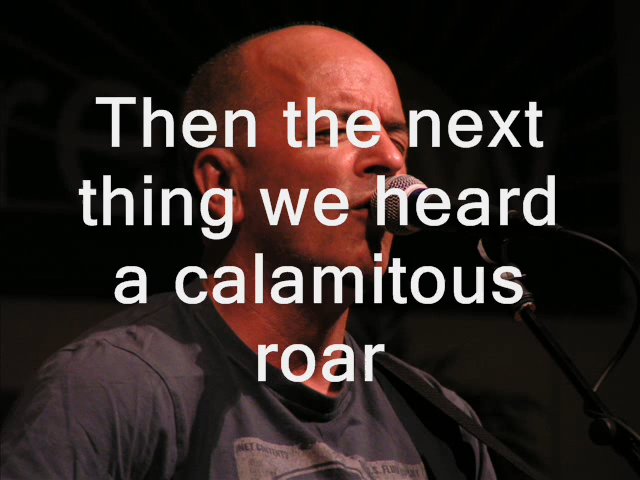 Then the next
thing we heard
a calamitous
roar